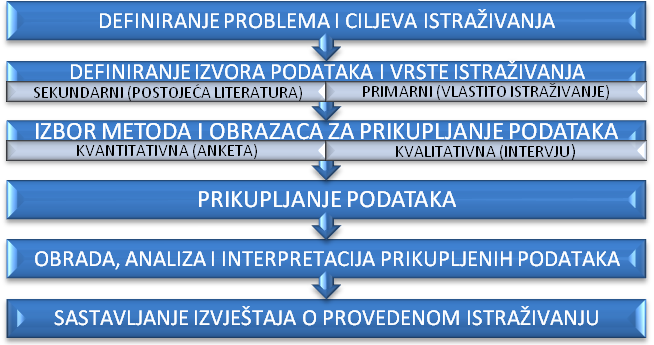 DEFINIRANJE PROBLEMA I CILJEVA ISTRAŽIVANJA
DEFINIRANJE IZVORA PODATAKA I VRSTE ISTRAŽIVANJA
SEKUNDARNI (POSTOJEĆA LITERATURA) PRIMARNI (VLASTITO ISTRAŽIVANJE)
IZBOR METODA I OBRAZACA ZA PRIKUPLJANJE PODATAKA
KVANTITATIVNA (ANKETA) KVALITATIVNA (INTERVJU)
PRIKUPLJANJE PODATAKA
OBRADA, ANALIZA I INTERPRETACIJA PRIKUPLJENIH PODATAKA
SASTAVLJANJE IZVJEŠTAJA O PROVEDENOM ISTRAŽIVANJU